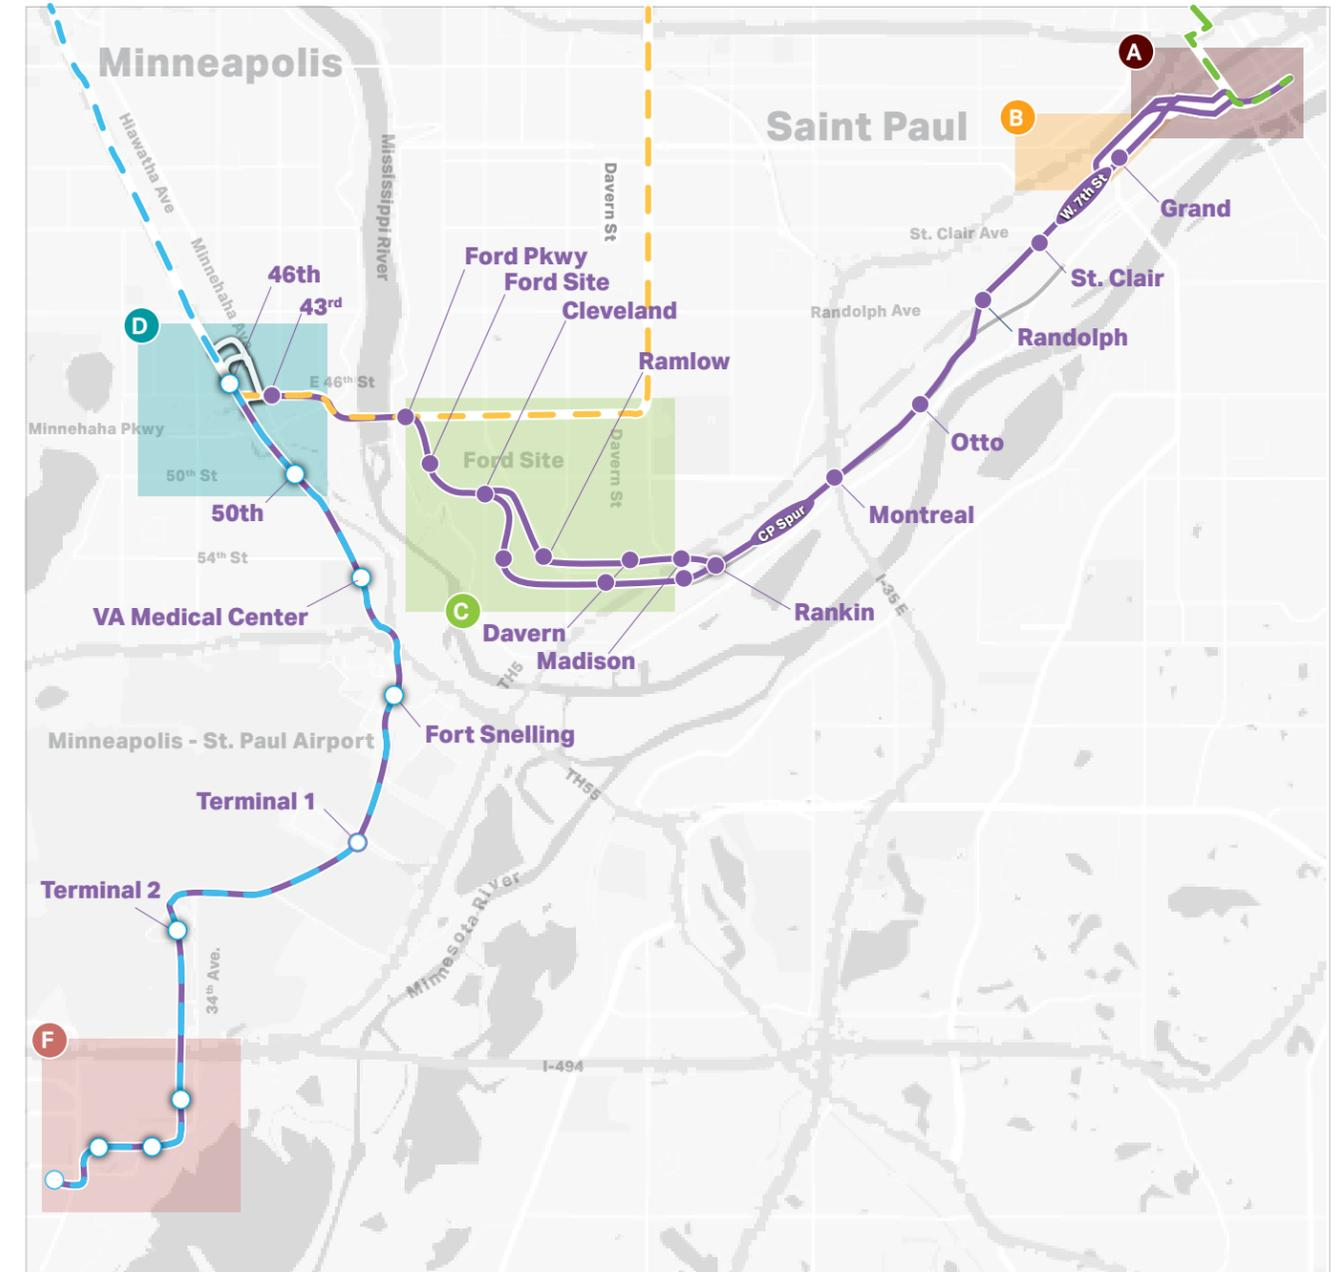 A
Minneapolis
B
Saint Paul
Hiawatha Ave
Mississippi River
Davern St
W. 7th St
Grand
St. Clair Ave
Minnehaha Ave
Ford Pkwy
46th
Ford Site
St. Clair
43rd
Cleveland
Randolph Ave
D
Randolph
Ramlow
E 46th St
Minnehaha Pkwy
Otto
Ford Site
Davern St
50th St
50th
CP Spur
Montreal
54th St
VA Medical Center
C
Davern
Rankin
I-35 E
Madison
TH5
Fort Snelling
Minneapolis - St. Paul Airport
TH55
Terminal 1
Terminal 2
Minnesota River
34th Ave.
F
I-494